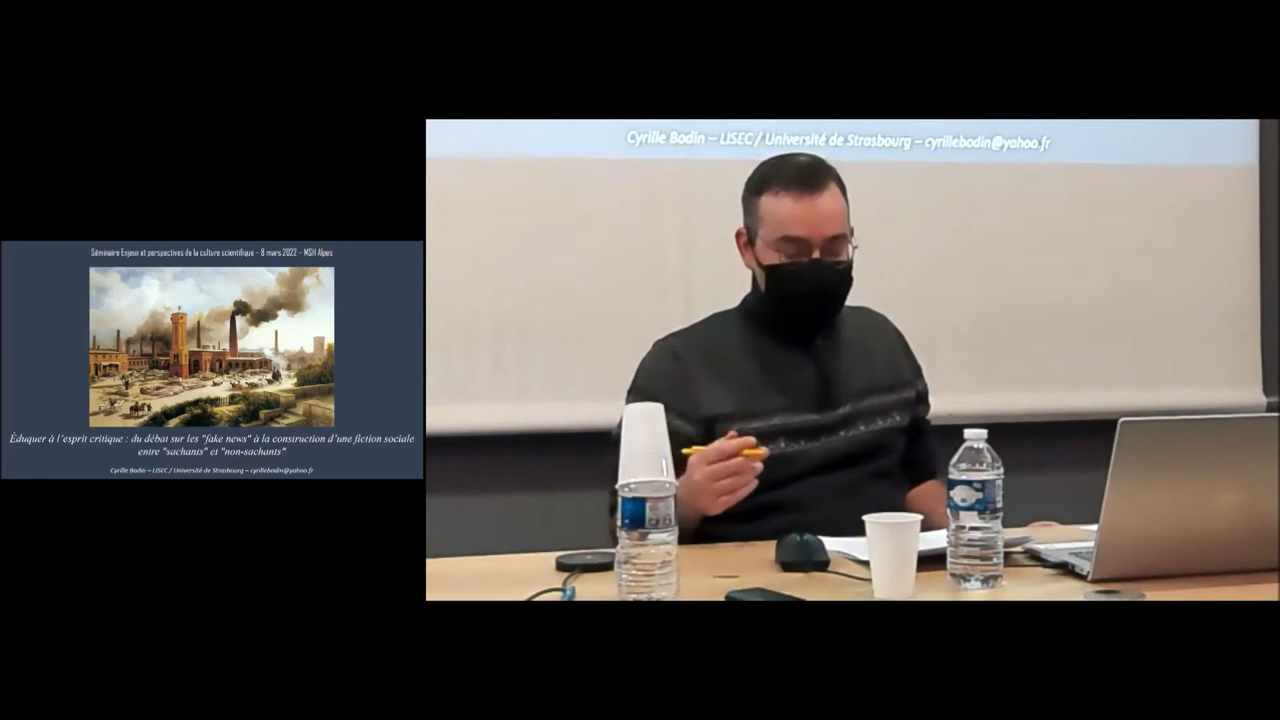 Séminaire Enjeux et perspectives de la culture scientifique – 8 mars 2022 – MSH Alpes
Éduquer à l'esprit critique : du débat sur les "fake news" à la construction d'une fiction sociale
entre "sachants" et "non-sachants"
Cyrille Bodin – LISEC / Université de Strasbourg – cyrillebodin@yahoo.fr
Cyrille Bodin – LISEC / Université de Strasbourg – cyrillebodin@yahoo.fr